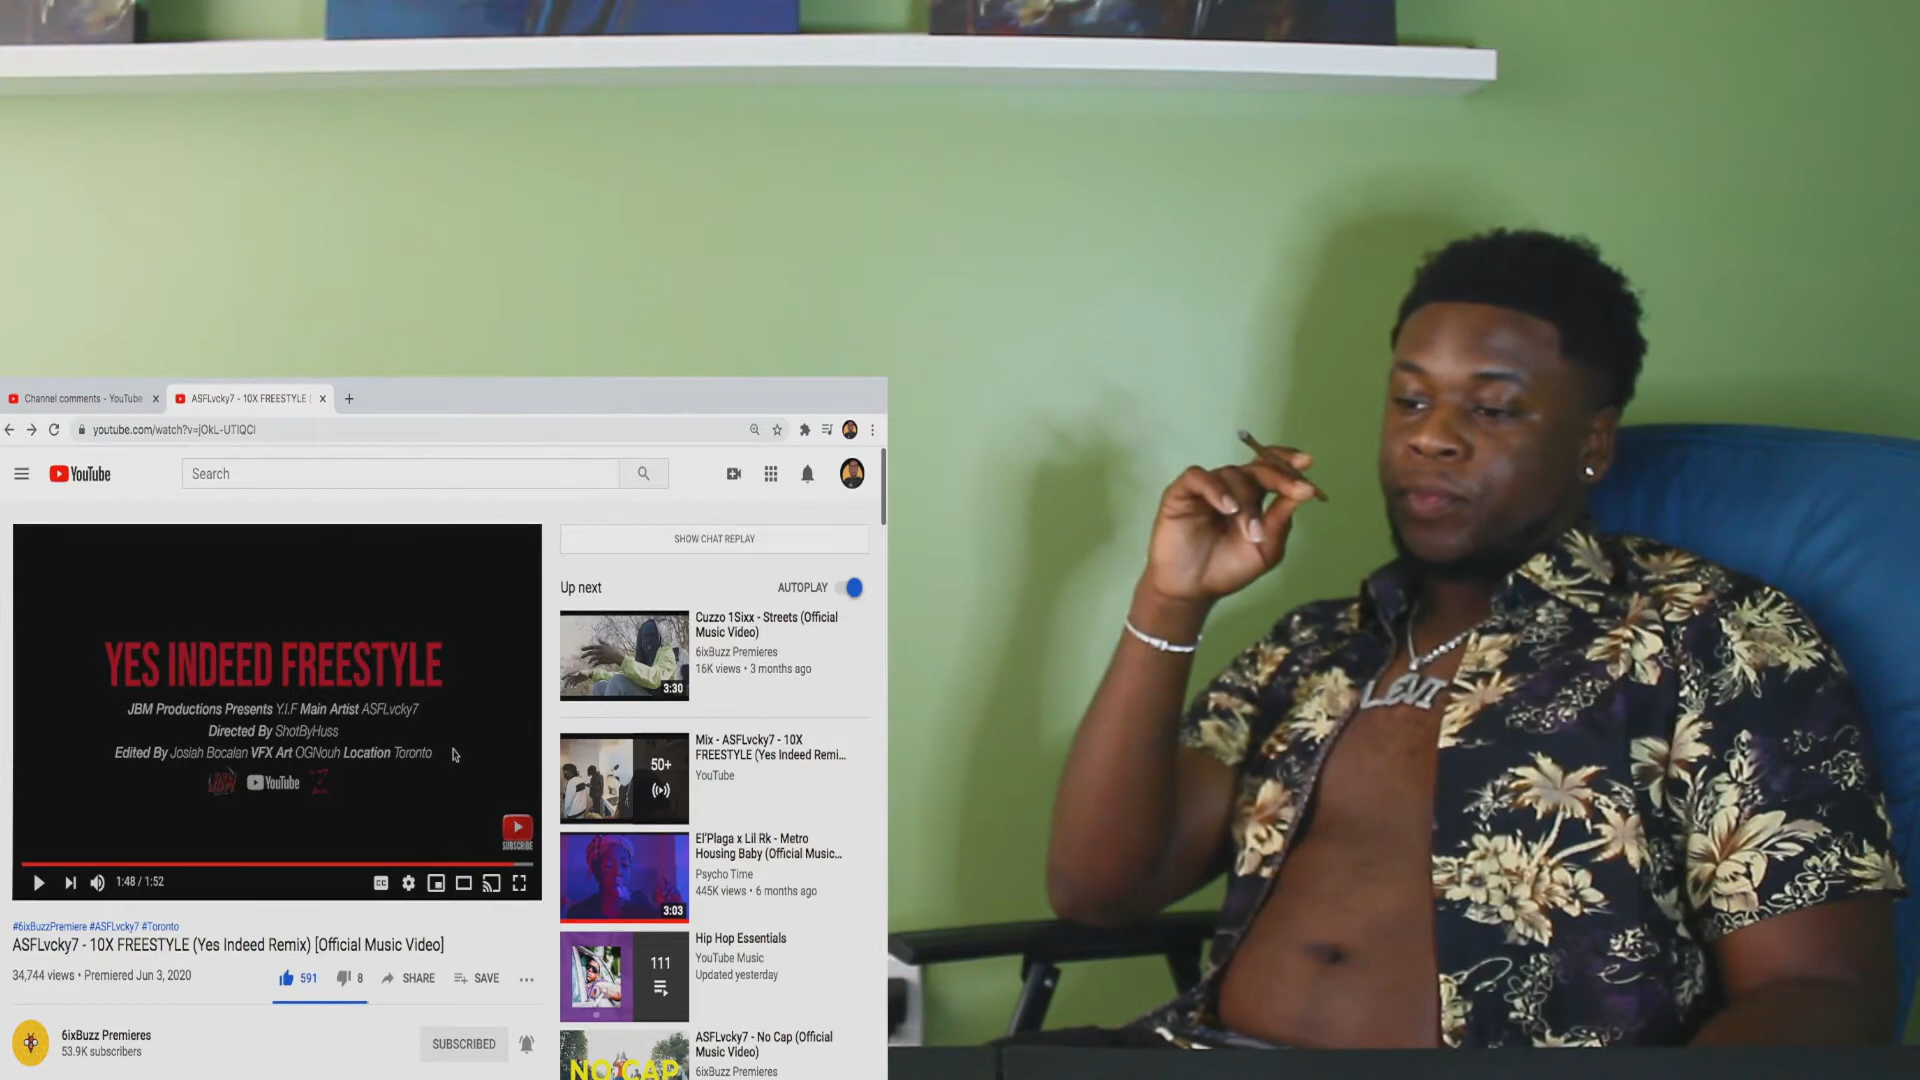 Channel comments - YouTube
ASFLvcky7 - 10X FREESTYLE (
youtube.com/watch?v=jOkL-UTIQCI
YouTube
Search
SHOW CHAT REPLAY
Up next
AUTOPLAY
YES INDEED FREESTYLE
JBM Productions Presents Y.I.F Main Artist ASFLvcky7
Directed By ShotByHuss
Edited By Josiah Bocalan VFX Art OGNouh Location Toronto
JBM
YouTube
SUBSCRIBE
1:48 / 1:52
CC
#6ixBuzzPremiere #ASFLvcky7 #Toronto
ASFLvcky7 - 10X FREESTYLE (Yes Indeed Remix) [Official Music Video]
34,744 views • Premiered Jun 3, 2020
591
8
SHARE
SAVE
6ixBuzz Premieres
53.9K subscribers
SUBSCRIBED
Cuzzo 1Sixx - Streets (Official
Music Video)
6ixBuzz Premieres
16K views • 3 months ago
3:30
Mix - ASFLvcky7 - 10X
FREESTYLE (Yes Indeed Remi...
YouTube
50+
El'Plaga x Lil Rk - Metro
Housing Baby (Official Music...
Psycho Time
445K views • 6 months ago
3:03
Hip Hop Essentials
YouTube Music
Updated yesterday
111
ASFLvcky7 - No Cap (Official
Music Video)
6ixBuzz Premieres
NO CAP
LEVI